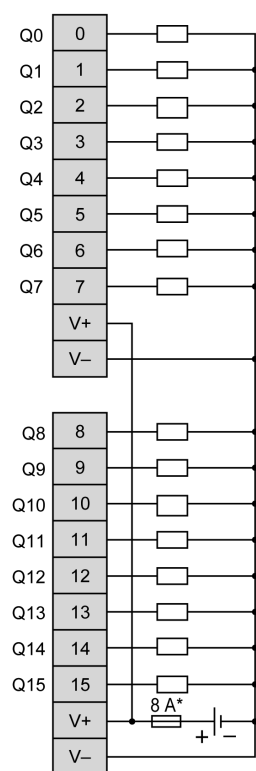 Q0 0
Q1 1
Q2 2
Q3 3
Q4 4
Q5 5
Q6 6
Q7 7
V+
V–
Q8 8
Q9 9
Q10 10
Q11 11
Q12 12
Q13 13
Q14 14
Q15 15
8 A*
V+ + –
V–